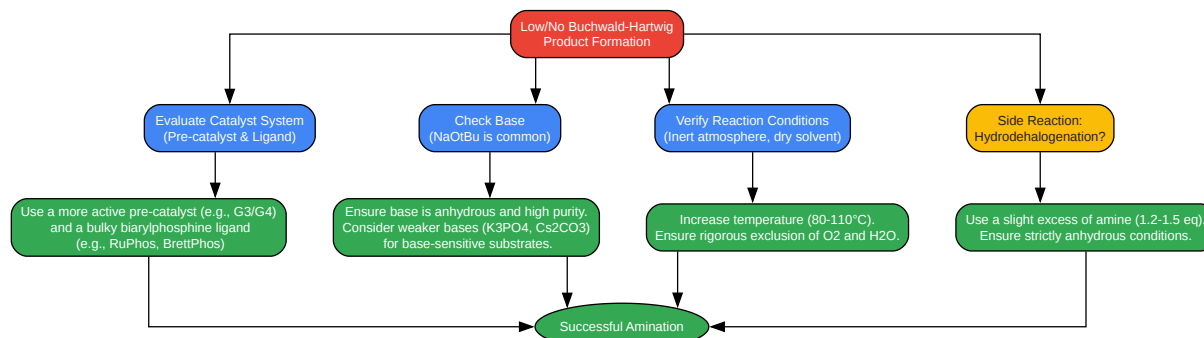 Low/No Buchwald-Hartwig
Product Formation
Evaluate Catalyst System
(Pre-catalyst & Ligand)
Check Base
(NaOtBu is common)
Verify Reaction Conditions
(Inert atmosphere, dry solvent)
Side Reaction:
Hydrodehalogenation?
Use a more active pre-catalyst (e.g., G3/G4)
and a bulky biarylphosphine ligand
(e.g., RuPhos, BrettPhos)
Ensure base is anhydrous and high purity.
Consider weaker bases (K3PO4, Cs2CO3)
for base-sensitive substrates.
Increase temperature (80-110°C).
Ensure rigorous exclusion of O2 and H2O.
Use a slight excess of amine (1.2-1.5 eq).
Ensure strictly anhydrous conditions.
Successful Amination